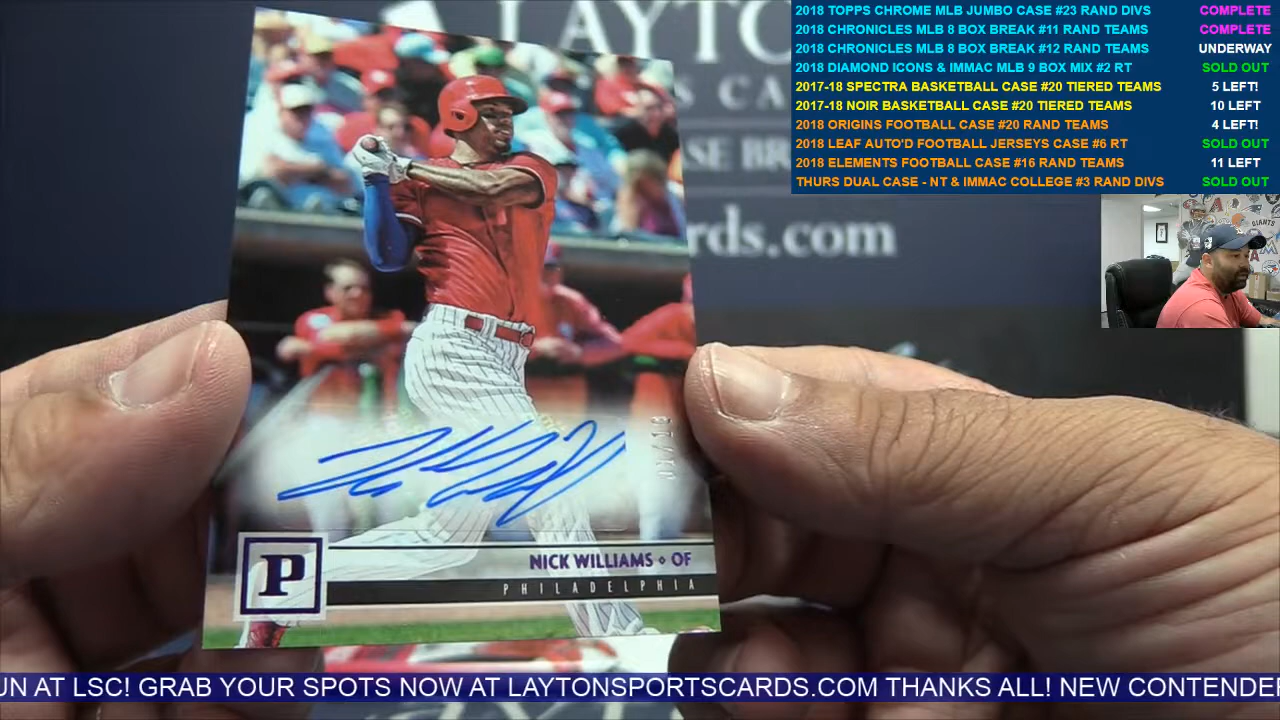 2018 TOPPS CHROME MLB JUMBO CASE #23 RAND DIVS COMPLETE
2018 CHRONICLES MLB 8 BOX BREAK #11 RAND TEAMS COMPLETE
2018 CHRONICLES MLB 8 BOX BREAK #12 RAND TEAMS UNDERWAY
2018 DIAMOND ICONS & IMMAC MLB 9 BOX MIX #2 RT SOLD OUT
2017-18 SPECTRA BASKETBALL CASE #20 TIERED TEAMS 5 LEFT!
2017-18 NOIR BASKETBALL CASE #20 TIERED TEAMS 10 LEFT
2018 ORIGINS FOOTBALL CASE #20 RAND TEAMS 4 LEFT!
2018 LEAF AUTO'D FOOTBALL JERSEYS CASE #6 RT SOLD OUT
2018 ELEMENTS FOOTBALL CASE #16 RAND TEAMS 11 LEFT
THURS DUAL CASE - NT & IMMAC COLLEGE #3 RAND DIVS SOLD OUT
LAYTO
S CA
SE BR
rds.com
GIANTS
P
NICK WILLIAMS ⋄ OF
PHILADELPHIA
UN AT LSC! GRAB YOUR SPOTS NOW AT LAYTONSPORTSCARDS.COM THANKS ALL! NEW CONTENDE